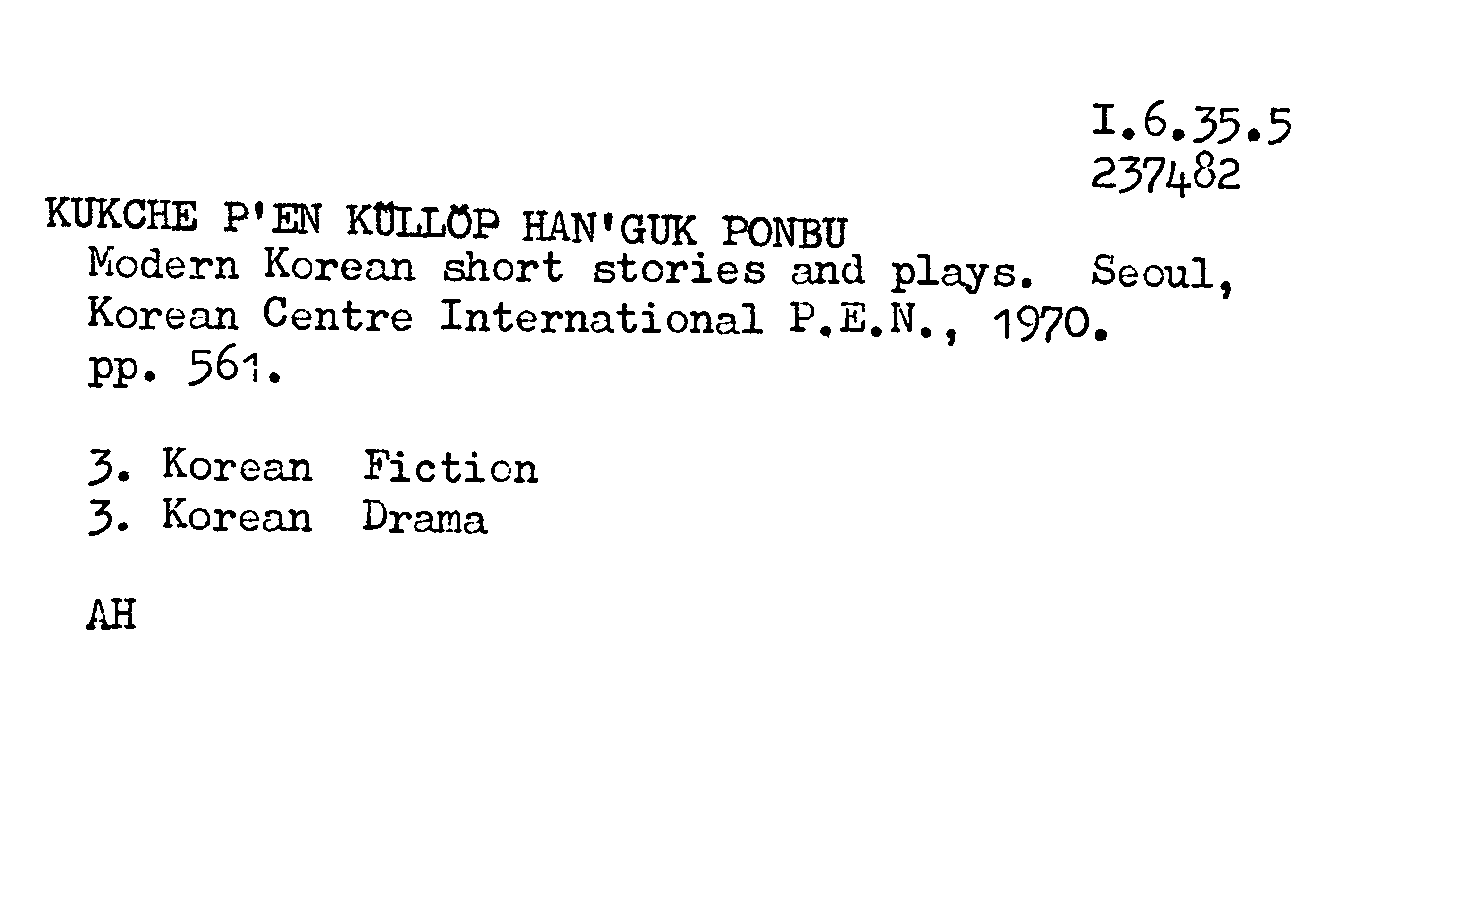 I.6.35.5
237482
KUKCHE P'EN KŬLLŎP HAN'GUK PONBU
Modern Korean short stories and plays. Seoul,
Korean Centre International P.E.N., 1970.
pp. 561.
3. Korean Fiction
3. Korean Drama
AH